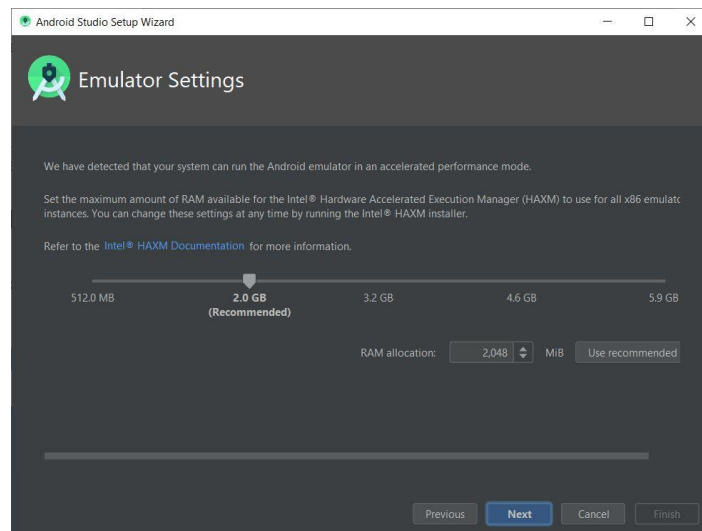 Android Studio Setup Wizard
Emulator Settings
We have detected that your system can run the Android emulator in an accelerated performance mode.
Set the maximum amount of RAM available for the Intel® Hardware Accelerated Execution Manager (HAXM) to use for all x86 emulatc
instances. You can change these settings at any time by running the Intel® HAXM installer.
Refer to the Intel® HAXM Documentation for more information.
512.0 MB 2.0 GB 3.2 GB 4.6 GB 5.9 GB
(Recommended)
RAM allocation: 2,048 MiB Use recommended
Previous Next Cancel Finish